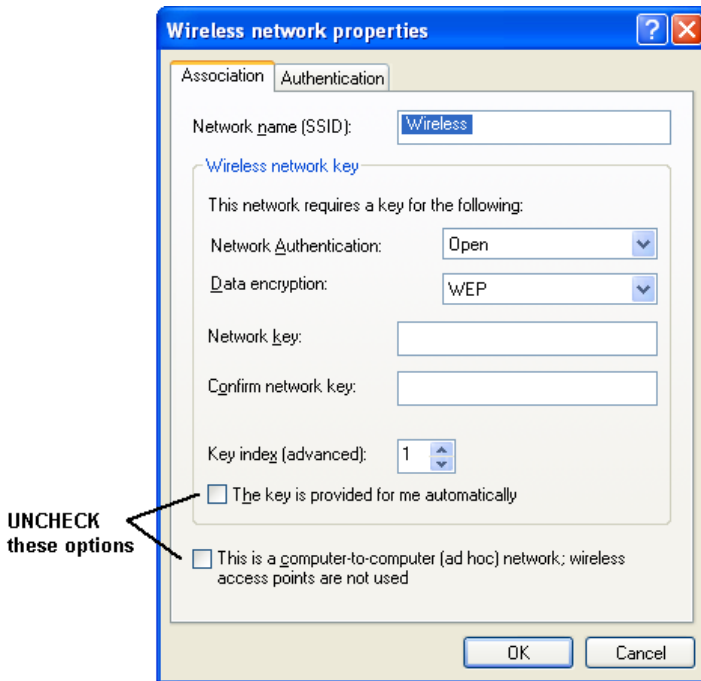 Wireless network properties
Association
Authentication
Network name (SSID):
Wireless
Wireless network key
This network requires a key for the following:
Network Authentication:
Open
Data encryption:
WEP
Network key:
Confirm network key:
Key index (advanced):
1
The key is provided for me automatically
UNCHECK
these options
This is a computer-to-computer (ad hoc) network; wireless
access points are not used
OK
Cancel